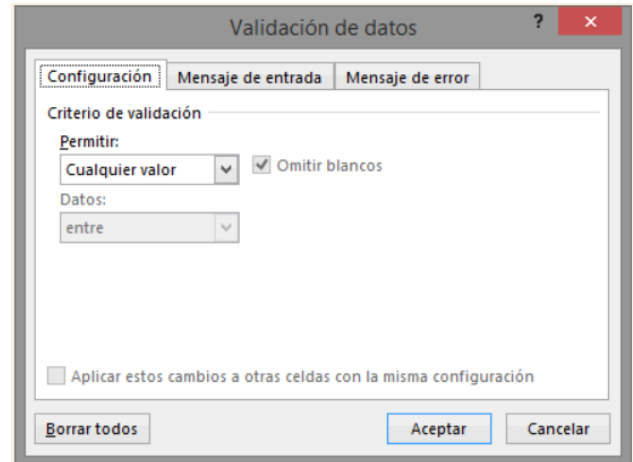 Validación de datos ?
Configuración Mensaje de entrada Mensaje de error
Criterio de validación
Permitir:
Cualquier valor Omitir blancos
Datos:
entre
Aplicar estos cambios a otras celdas con la misma configuración
Borrar todos Aceptar Cancelar